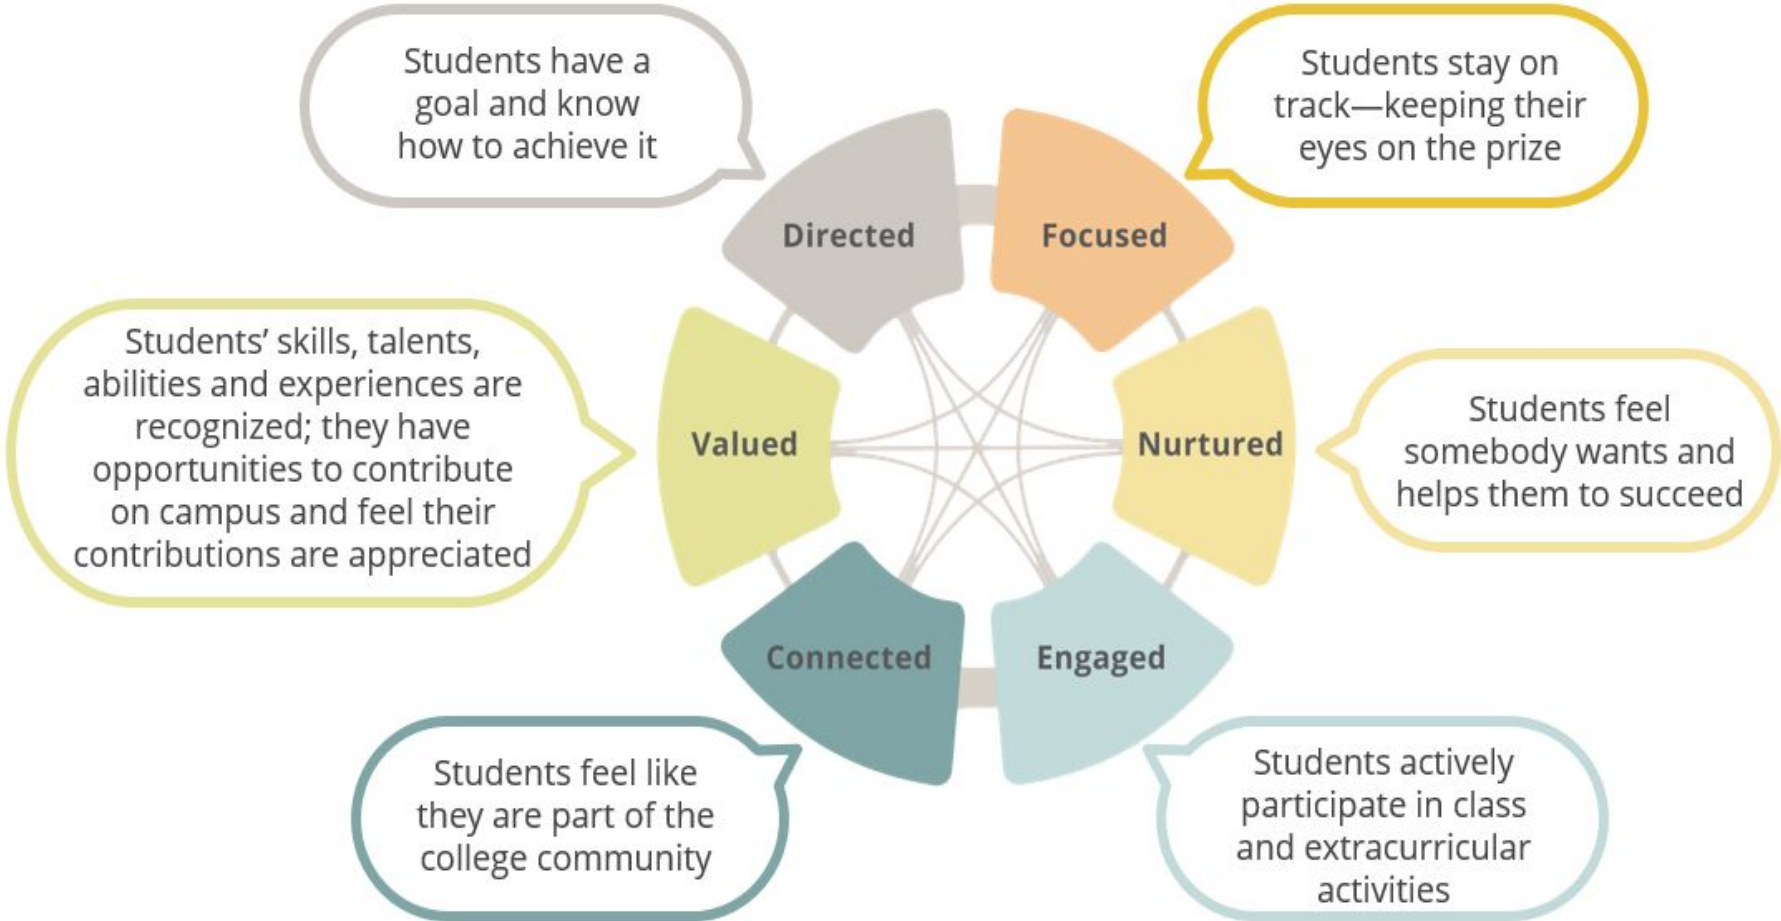 Students have a
goal and know
how to achieve it
Students stay on
track—keeping their
eyes on the prize
Directed
Focused
Students’ skills, talents,
abilities and experiences are
recognized; they have
opportunities to contribute
on campus and feel their
contributions are appreciated
Valued
Nurtured
Students feel
somebody wants and
helps them to succeed
Connected
Engaged
Students feel like
they are part of the
college community
Students actively
participate in class
and extracurricular
activities